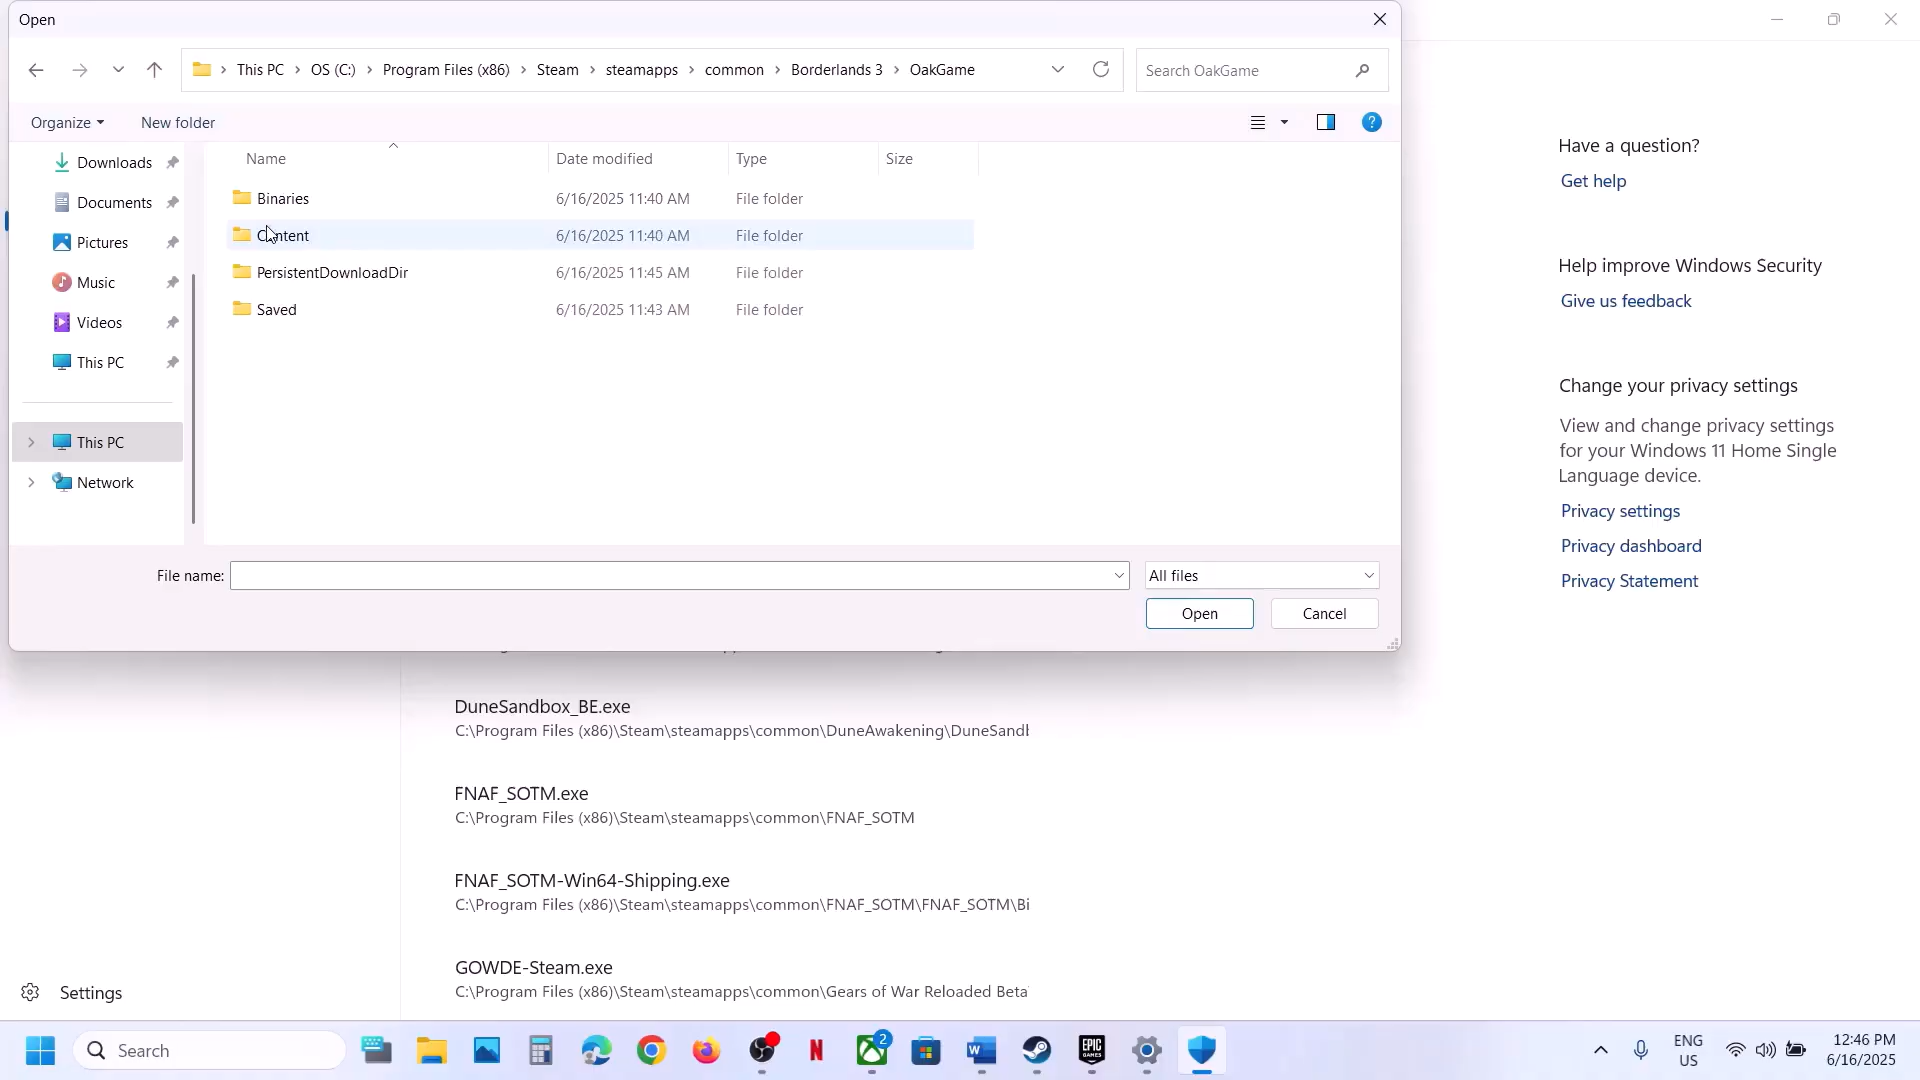 Open
This PC > OS (C:) > Program Files (x86) > Steam > steamapps > common > Borderlands 3 > OakGame
Search OakGame
Organize
New folder
Name
Date modified
Type
Size
Downloads
Documents
Pictures
Music
Videos
This PC
This PC
Network
Binaries 6/16/2025 11:40 AM File folder
Content 6/16/2025 11:40 AM File folder
PersistentDownloadDir 6/16/2025 11:45 AM File folder
Saved 6/16/2025 11:43 AM File folder
File name:
All files
Open
Cancel
Have a question?
Get help
Help improve Windows Security
Give us feedback
Change your privacy settings
View and change privacy settings
for your Windows 11 Home Single
Language device.
Privacy settings
Privacy dashboard
Privacy Statement
DuneSandbox_BE.exe
C:\Program Files (x86)\Steam\steamapps\common\DuneAwakening\DuneSandl
FNAF_SOTM.exe
C:\Program Files (x86)\Steam\steamapps\common\FNAF_SOTM
FNAF_SOTM-Win64-Shipping.exe
C:\Program Files (x86)\Steam\steamapps\common\FNAF_SOTM\FNAF_SOTM\Bi
GOWDE-Steam.exe
C:\Program Files (x86)\Steam\steamapps\common\Gears of War Reloaded Beta
Settings
Search
N
2
W
EPIC
GAMES
ENG
US
12:46 PM
6/16/2025